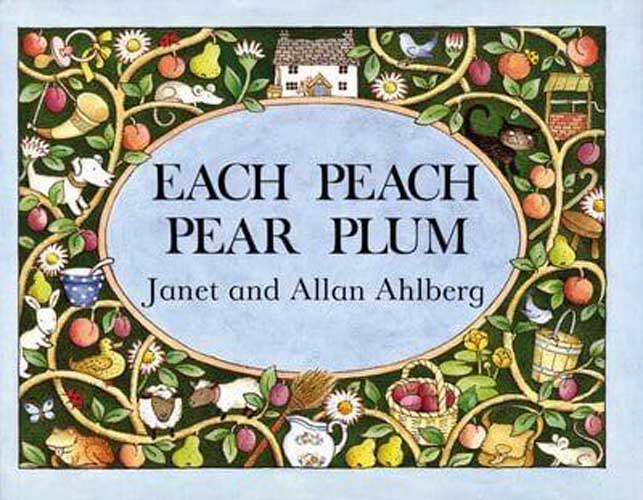 EACH PEACH
PEAR PLUM
Janet and Allan Ahlberg